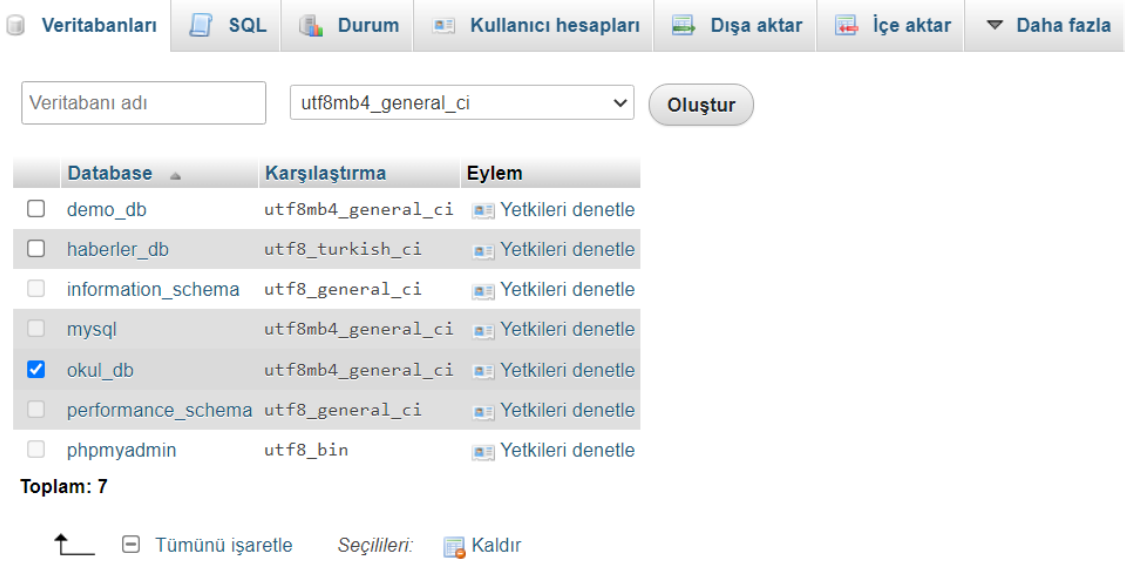 Veritabanları SQL Durum Kullanıcı hesapları Dışa aktar İçe aktar Daha fazla
Veritabanı adı utf8mb4_general_ci Oluştur
Database Karşılaştırma Eylem
demo_db utf8mb4_general_ci Yetkileri denetle
haberler_db utf8_turkish_ci Yetkileri denetle
information_schema utf8_general_ci Yetkileri denetle
mysql utf8mb4_general_ci Yetkileri denetle
okul_db utf8mb4_general_ci Yetkileri denetle
performance_schema utf8_general_ci Yetkileri denetle
phpmyadmin utf8_bin Yetkileri denetle
Toplam: 7
Tümünü işaretle Seçilileri: Kaldır